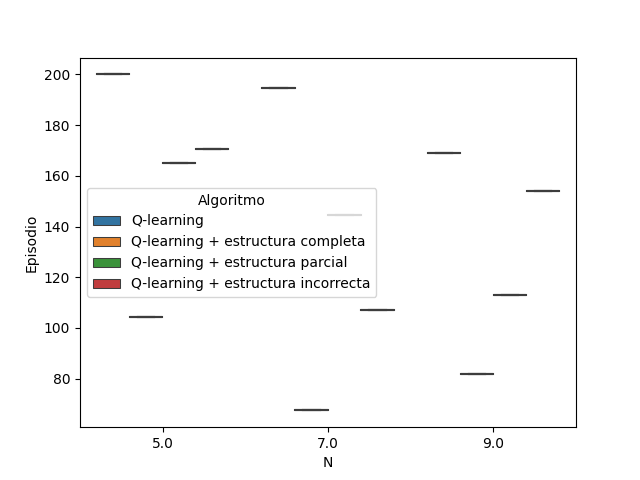 200
180
160
140
120
100
80
Episodio
Algoritmo
Q-learning
Q-learning + estructura completa
Q-learning + estructura parcial
Q-learning + estructura incorrecta
5.0
7.0
9.0
N